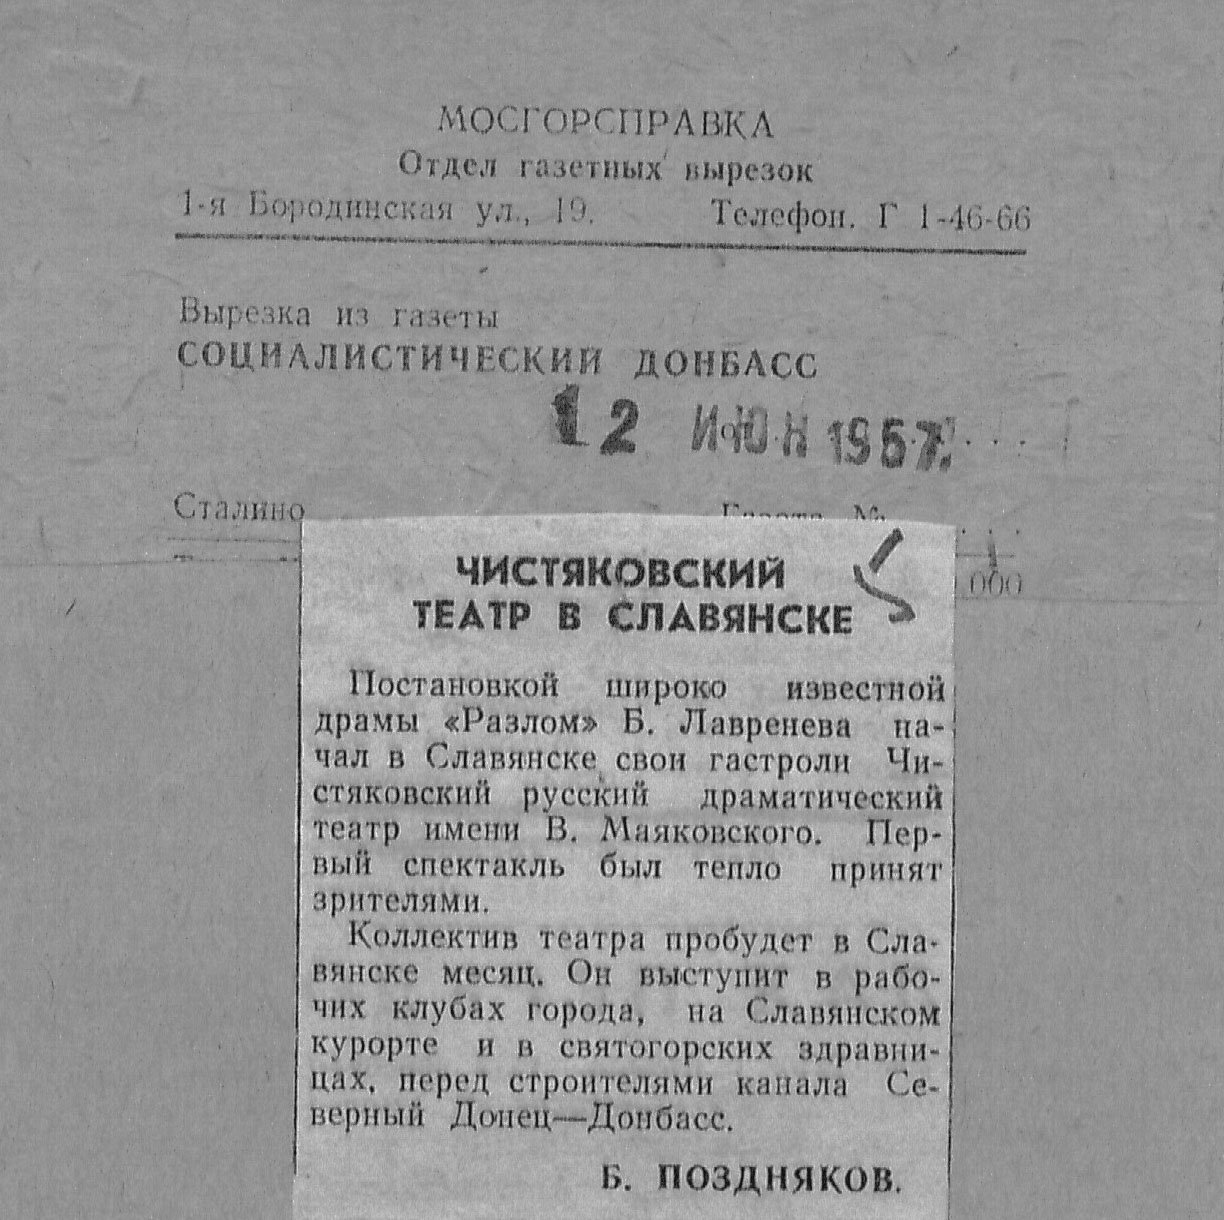 МОСГОРСПРАВКА
Отдел газетных вырезок
1-я Бородинская ул., 19. Телефон. Г 1-46-66
Вырезка из газеты
СОЦИАЛИСТИЧЕСКИЙ ДОНБАСС
12 ИЮН 1957
Сталино Газета №
000
ЧИСТЯКОВСКИЙ
ТЕАТР В СЛАВЯНСКЕ
Постановкой широко известной
драмы «Разлом» Б. Лавренева на-
чал в Славянске свои гастроли Чи-
стяковский русский драматический
театр имени В. Маяковского. Пер-
вый спектакль был тепло принят
зрителями.
Коллектив театра пробудет в Сла-
вянске месяц. Он выступит в рабо-
чих клубах города, на Славянском
курорте и в святогорских здравни-
цах, перед строителями канала Се-
верный Донец—Донбасс.
Б. ПОЗДНЯКОВ.